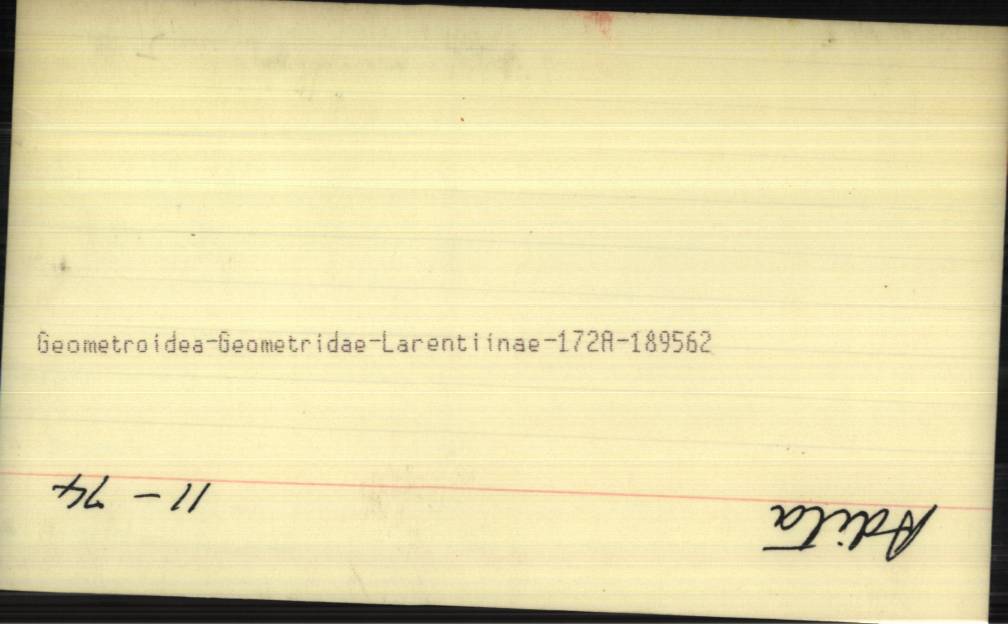 Geometroidea-Geometridae-Larentiinae-172A-189562
Adita 11 - 74